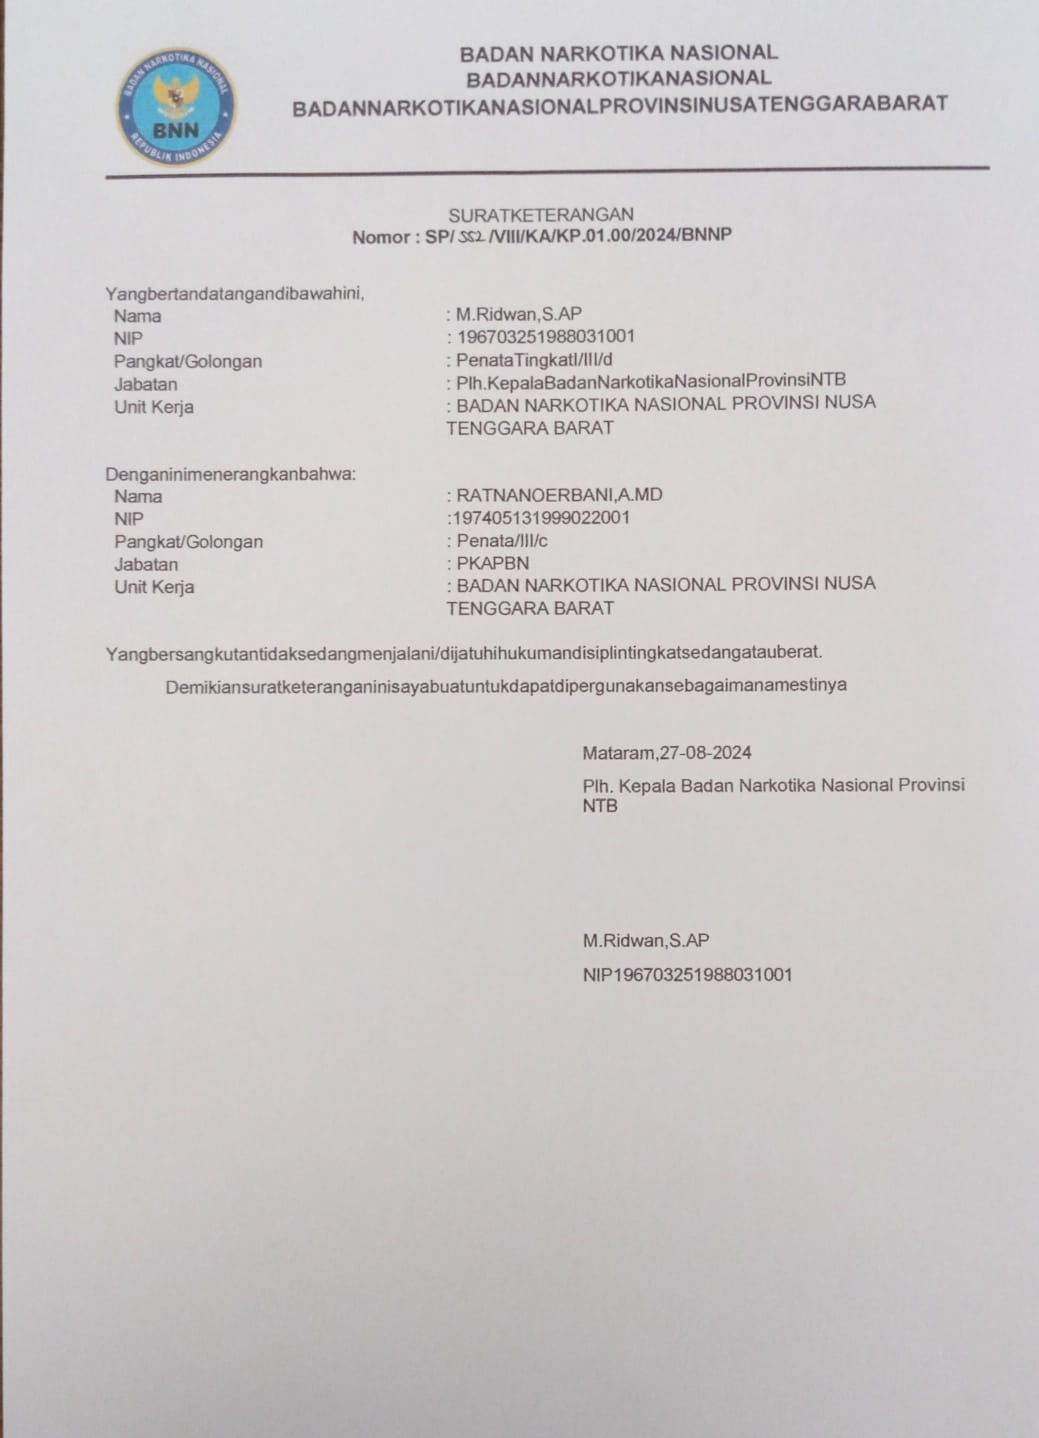 BADAN NARKOTIKA NASIONAL
REPUBLIK INDONESIA
BNN
BADAN NARKOTIKA NASIONAL
BADANNARKOTIKANASIONAL
BADANNARKOTIKANASIONALPROVINSINUSATENGGARABARAT
SURATKETERANGAN
Nomor : SP/552/VIII/KA/KP.01.00/2024/BNNP
Yangbertandatangandibawahini,
Nama : M.Ridwan,S.AP
NIP : 196703251988031001
Pangkat/Golongan : PenataTingkatI/III/d
Jabatan : Plh.KepalaBadanNarkotikaNasionalProvinsiNTB
Unit Kerja : BADAN NARKOTIKA NASIONAL PROVINSI NUSA
TENGGARA BARAT
Denganinimenerangkanbahwa:
Nama : RATNANOERBANI,A.MD
NIP :197405131999022001
Pangkat/Golongan : Penata/III/c
Jabatan : PKAPBN
Unit Kerja : BADAN NARKOTIKA NASIONAL PROVINSI NUSA
TENGGARA BARAT
Yangbersangkutantidaksedangmenjalani/dijatuhihukumandisiplintingkatsedangatauberat.
Demikiansuratketeranganinisayabuatuntukdapatdipergunakansebagaimanamestinya
Mataram,27-08-2024
Plh. Kepala Badan Narkotika Nasional Provinsi
NTB
M.Ridwan,S.AP
NIP196703251988031001